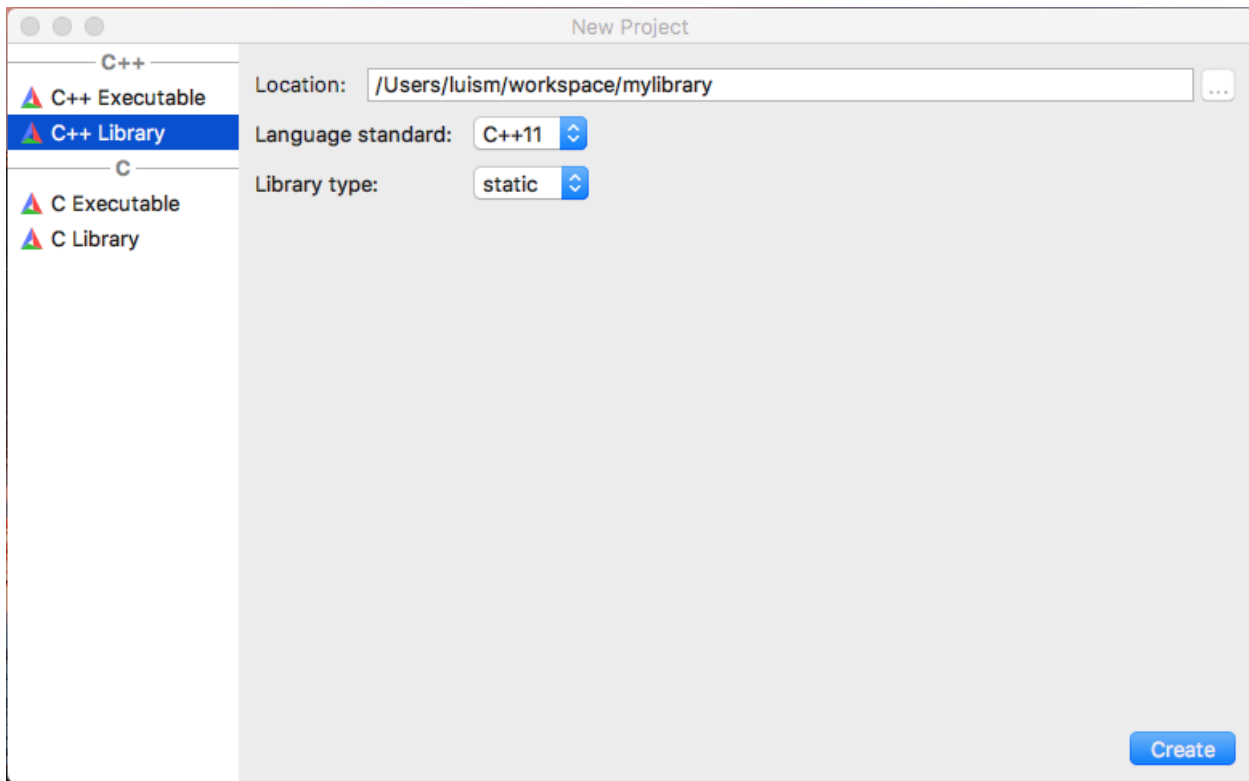 New Project
C++
C++ Executable
C++ Library
C
C Executable
C Library
Location: /Users/luism/workspace/mylibrary ...
Language standard: C++11
Library type: static
Create